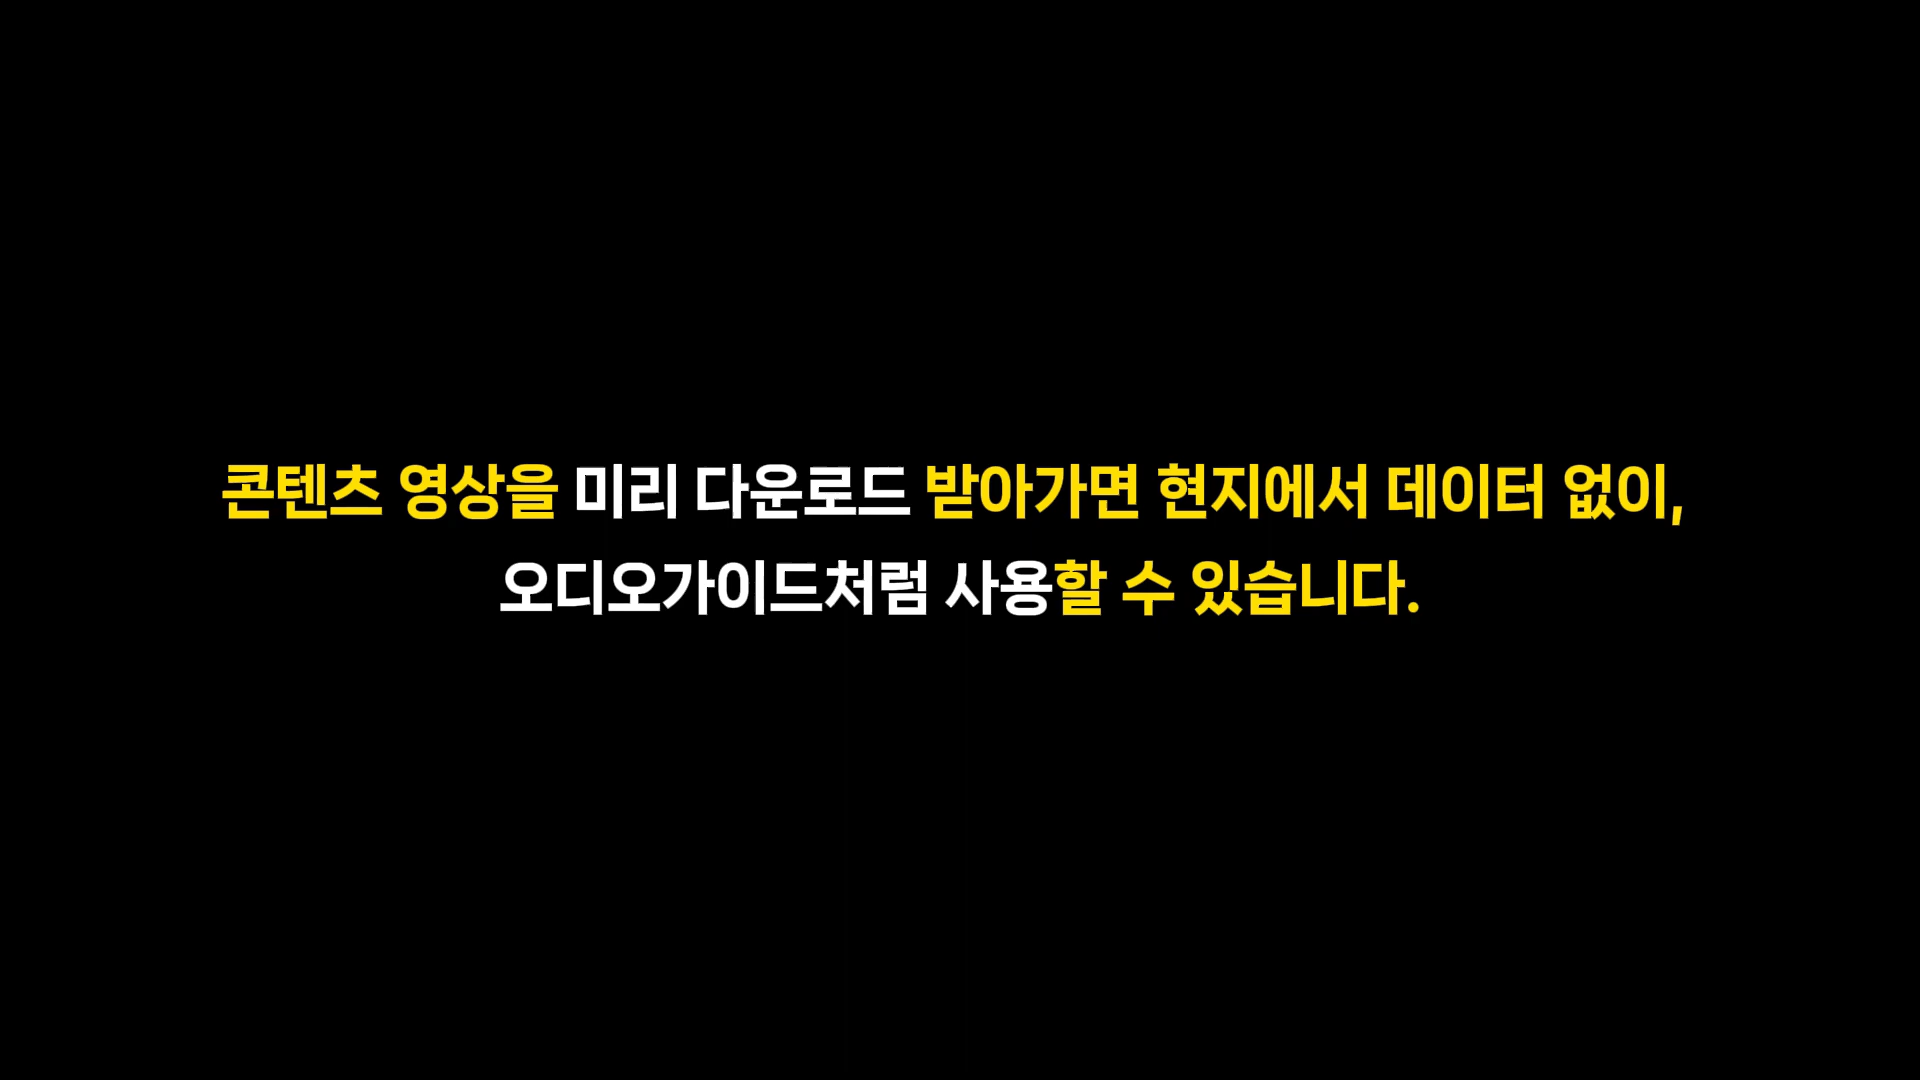 콘텐츠 영상을 미리 다운로드 받아가면 현지에서 데이터 없이,
오디오가이드처럼 사용할 수 있습니다.